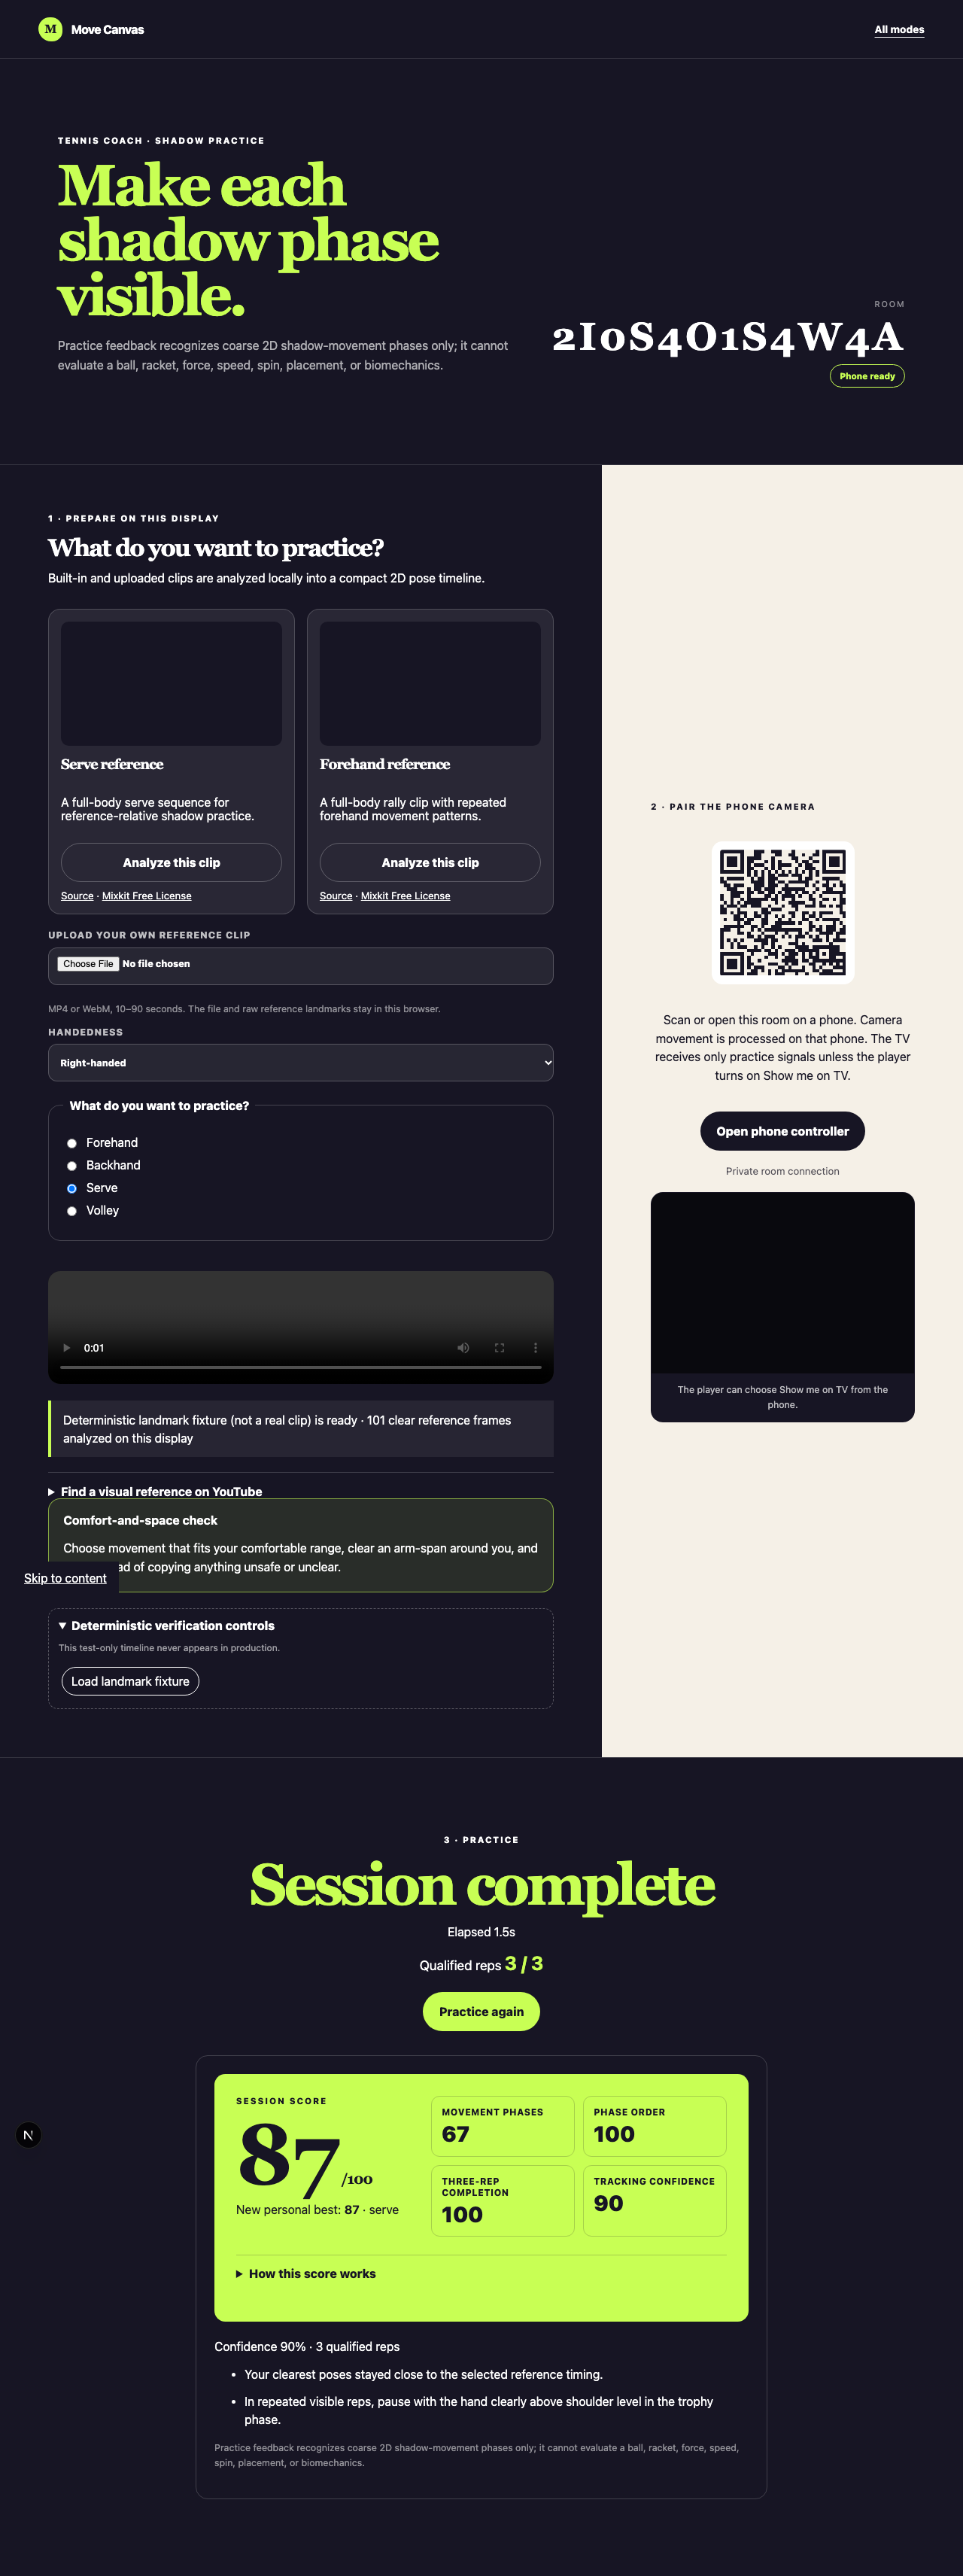 M Move Canvas
All modes
TENNIS COACH · SHADOW PRACTICE
Make each
shadow phase
visible.
Practice feedback recognizes coarse 2D shadow-movement phases only; it cannot
evaluate a ball, racket, force, speed, spin, placement, or biomechanics.
ROOM
2IoS4O1S4W4A
Phone ready
1 · PREPARE ON THIS DISPLAY
What do you want to practice?
Built-in and uploaded clips are analyzed locally into a compact 2D pose timeline.
Serve reference
A full-body serve sequence for
reference-relative shadow practice.
Analyze this clip
Source · Mixkit Free License
Forehand reference
A full-body rally clip with repeated
forehand movement patterns.
Analyze this clip
Source · Mixkit Free License
UPLOAD YOUR OWN REFERENCE CLIP
Choose File No file chosen
MP4 or WebM, 10–90 seconds. The file and raw reference landmarks stay in this browser.
HANDEDNESS
Right-handed
What do you want to practice?
Forehand
Backhand
Serve
Volley
0:01
Deterministic landmark fixture (not a real clip) is ready · 101 clear reference frames
analyzed on this display
Find a visual reference on YouTube
Comfort-and-space check
Choose movement that fits your comfortable range, clear an arm-span around you, and
ad of copying anything unsafe or unclear.
Skip to content
Deterministic verification controls
This test-only timeline never appears in production.
Load landmark fixture
2 · PAIR THE PHONE CAMERA
Scan or open this room on a phone. Camera
movement is processed on that phone. The TV
receives only practice signals unless the player
turns on Show me on TV.
Open phone controller
Private room connection
The player can choose Show me on TV from the
phone.
3 · PRACTICE
Session complete
Elapsed 1.5s
Qualified reps 3 / 3
Practice again
SESSION SCORE
87/100
New personal best: 87 · serve
MOVEMENT PHASES
67
PHASE ORDER
100
THREE-REP
COMPLETION
100
TRACKING CONFIDENCE
90
How this score works
N
Confidence 90% · 3 qualified reps
• Your clearest poses stayed close to the selected reference timing.
• In repeated visible reps, pause with the hand clearly above shoulder level in the trophy
phase.
Practice feedback recognizes coarse 2D shadow-movement phases only; it cannot evaluate a ball, racket, force, speed,
spin, placement, or biomechanics.